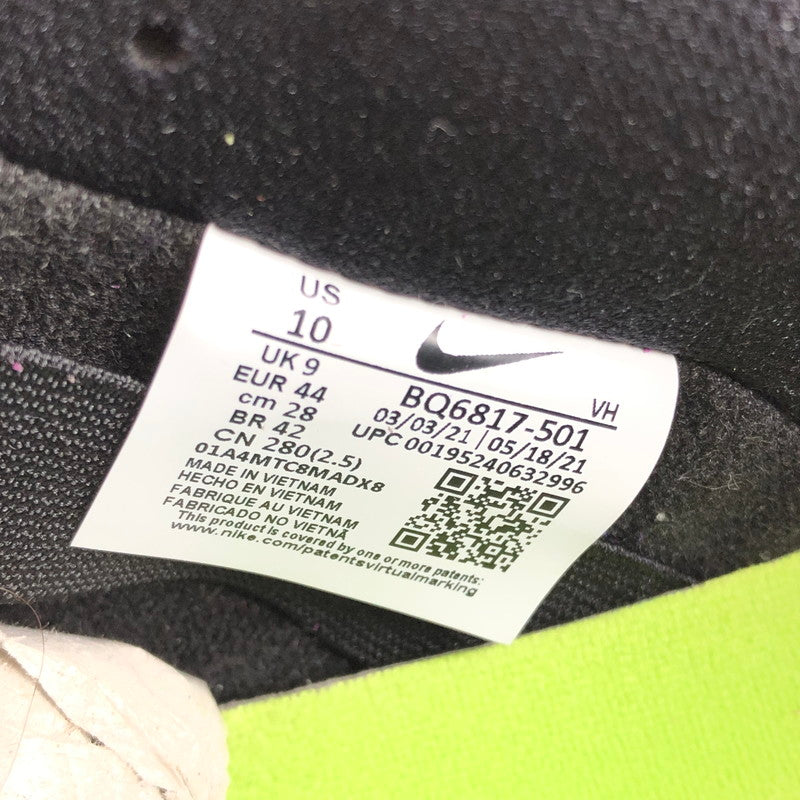 US
10
UK 9
EUR 44
cm 28
BR 42
CN 280(2.5)
01A4MTC8MADX8
MADE IN VIETNAM
HECHO EN VIETNAM
FABRIQUE AU VIETNAM
FABRICADO NO VIETNÃ
This product is covered by one or more patents:
www.nike.com/patentsvirtualmarking
VH
BQ6817-501
03/03/21 | 05/18/21
UPC 00195240632996